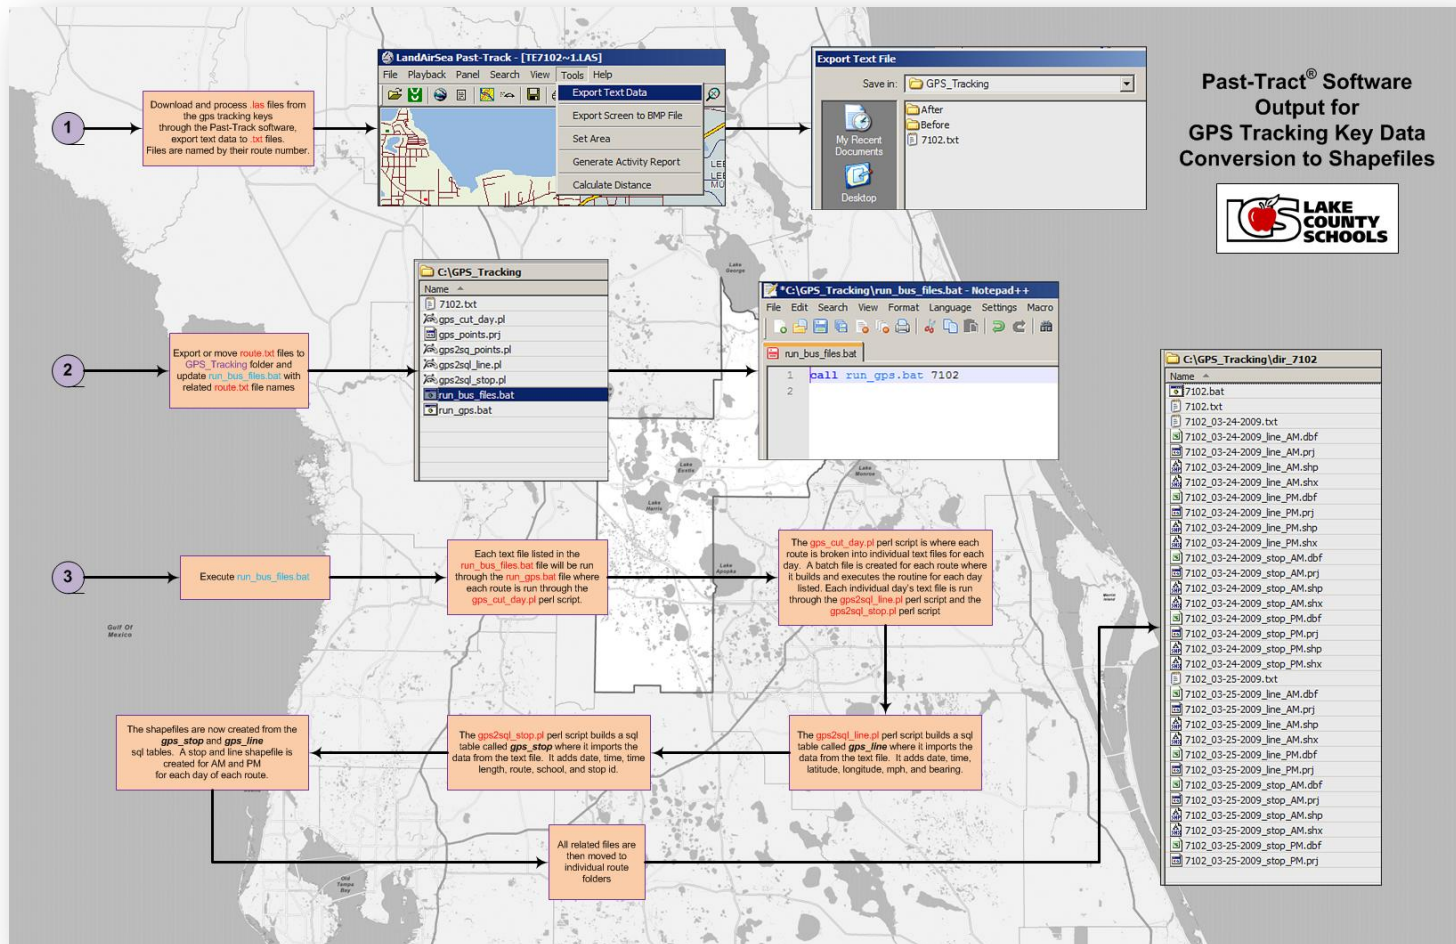 Past-Tract® Software
Output for
GPS Tracking Key Data
Conversion to Shapefiles
LCS LAKE
COUNTY
SCHOOLS
1
Download and process .las files from
the gps tracking keys
through the Past-Track software,
export text data to .txt files.
Files are named by their route number.
LandAirSea Past-Track - [TE7102~1.LAS]
File Playback Panel Search View Tools Help
Export Text Data
Export Screen to BMP File
Set Area
Generate Activity Report
Calculate Distance
LEE
LEE
MU
Export Text File
Save in: GPS_Tracking
My Recent
Documents
Desktop
After
Before
7102.txt
2
Export or move route.txt files to
GPS_Tracking folder and
update run_bus_files.bat with
related route.txt file names
C:\GPS_Tracking
Name
7102.txt
gps_cut_day.pl
gps_points.prj
gps2sq_points.pl
gps2sql_line.pl
gps2sql_stop.pl
run_bus_files.bat
run_gps.bat
*C:\GPS_Tracking\run_bus_files.bat - Notepad++
File Edit Search View Format Language Settings Macro
run_bus_files.bat
1 call run_gps.bat 7102
2
3
Execute run_bus_files.bat
Each text file listed in the
run_bus_files.bat file will be run
through the run_gps.bat file where
each route is run through the
gps_cut_day.pl perl script.
The gps_cut_day.pl perl script is where each
route is broken into individual text files for each
day. A batch file is created for each route where
it builds and executes the routine for each day
listed. Each individual day's text file is run
through the gps2sql_line.pl perl script and the
gps2sql_stop.pl perl script
The gps2sql_line.pl perl script builds a sql
table called gps_line where it imports the
data from the text file. It adds date, time,
latitude, longitude, mph, and bearing.
The gps2sql_stop.pl perl script builds a sql
table called gps_stop where it imports the
data from the text file. It adds date, time, time
length, route, school, and stop id.
The shapefiles are now created from the
gps_stop and gps_line
sql tables. A stop and line shapefile is
created for AM and PM
for each day of each route.
All related files are
then moved to
individual route
folders
C:\GPS_Tracking\dir_7102
Name
7102.bat
7102.txt
7102_03-24-2009.txt
7102_03-24-2009_line_AM.dbf
7102_03-24-2009_line_AM.prj
7102_03-24-2009_line_AM.shp
7102_03-24-2009_line_AM.shx
7102_03-24-2009_line_PM.dbf
7102_03-24-2009_line_PM.prj
7102_03-24-2009_line_PM.shp
7102_03-24-2009_line_PM.shx
7102_03-24-2009_stop_AM.dbf
7102_03-24-2009_stop_AM.prj
7102_03-24-2009_stop_AM.shp
7102_03-24-2009_stop_AM.shx
7102_03-24-2009_stop_PM.dbf
7102_03-24-2009_stop_PM.prj
7102_03-24-2009_stop_PM.shp
7102_03-24-2009_stop_PM.shx
7102_03-25-2009.txt
7102_03-25-2009_line_AM.dbf
7102_03-25-2009_line_AM.prj
7102_03-25-2009_line_AM.shp
7102_03-25-2009_line_AM.shx
7102_03-25-2009_line_PM.dbf
7102_03-25-2009_line_PM.prj
7102_03-25-2009_stop_AM.dbf
7102_03-25-2009_stop_AM.prj
7102_03-25-2009_stop_AM.shp
7102_03-25-2009_stop_AM.shx
7102_03-25-2009_stop_PM.dbf
7102_03-25-2009_stop_PM.prj
Lake
George
Lake
Eustis
Lake
Harris
Lake
Monroe
Lake
Apopka
Gulf Of
Mexico
Old
Tampa
Bay